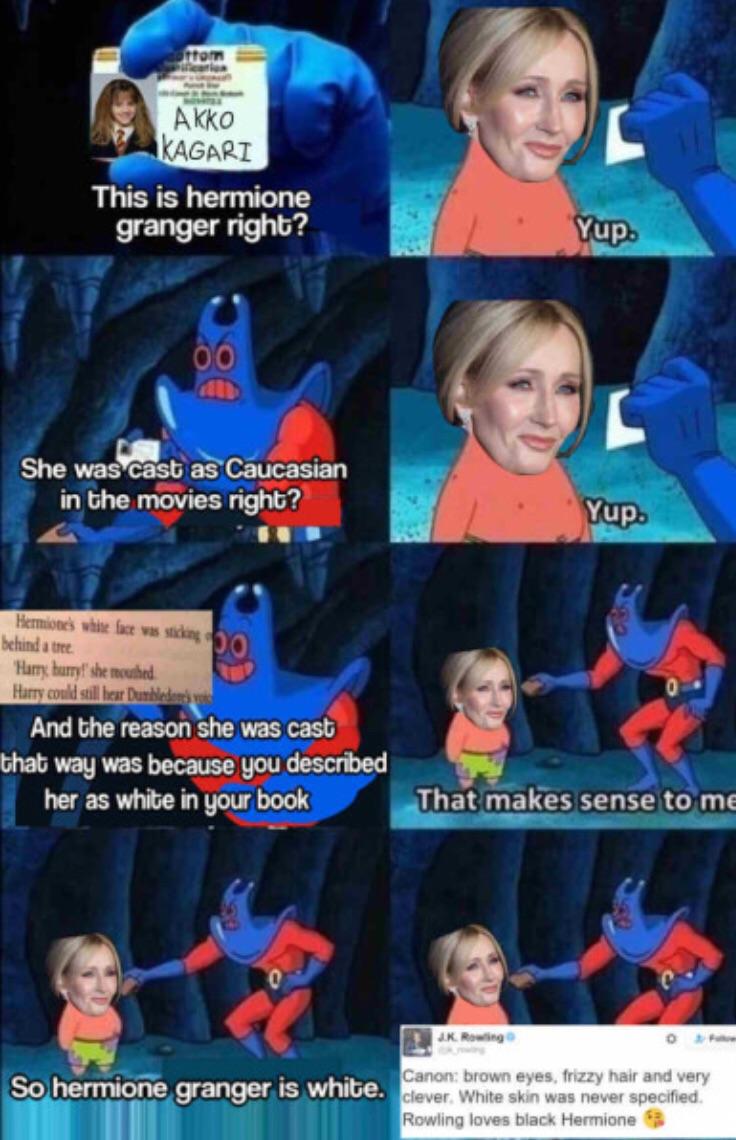 AKKO
KAGARI
This is hermione
granger right?
Yup.
She was cast as Caucasian
in the movies right?
Yup.
Hermione's white face was sticking
behind a tree.
'Harry, hurry!' she mouthed.
Harry could still hear Dumbledore's
And the reason she was cast
that way was because you described
her as white in your book
That makes sense to me
So hermione granger is white.
J.K. Rowling
Follow
Canon: brown eyes, frizzy hair and very
clever. White skin was never specified.
Rowling loves black Hermione 😘